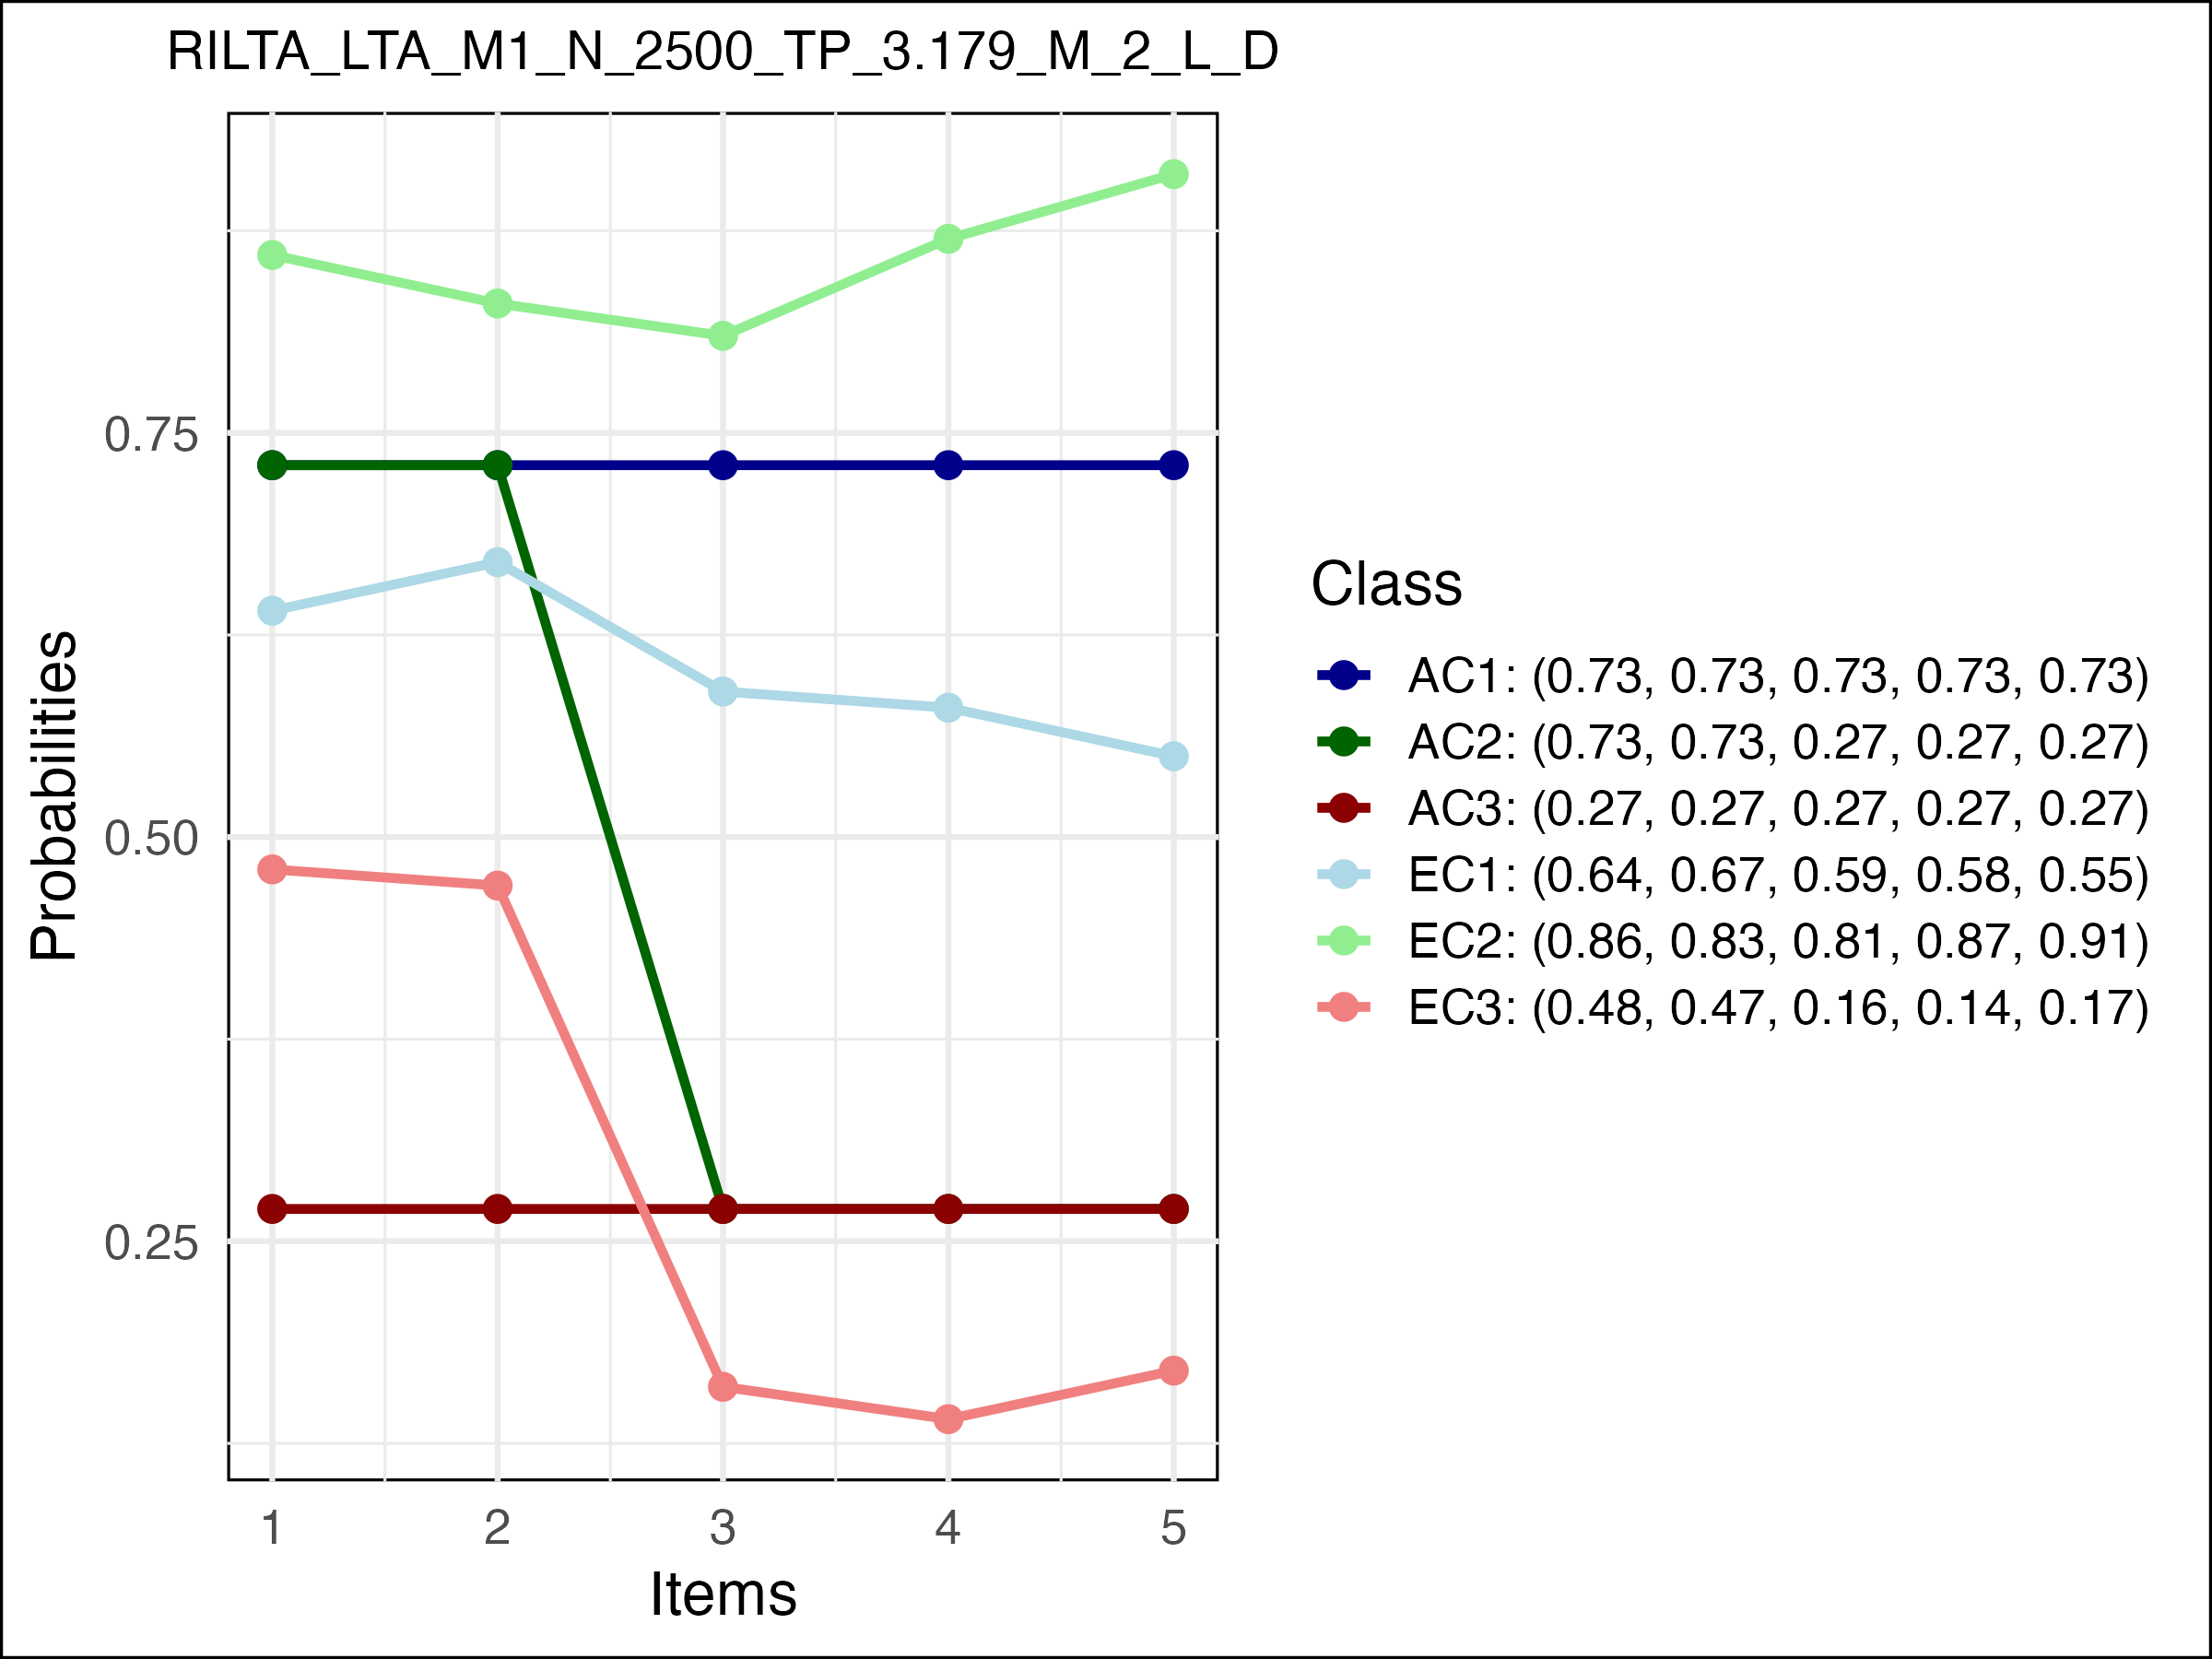 RILTA_LTA_M1_N_2500_TP_3.179_M_2_L_D
Probabilities
0.75
0.50
0.25
1 2 3 4 5
Items
Class
AC1: (0.73, 0.73, 0.73, 0.73, 0.73)
AC2: (0.73, 0.73, 0.27, 0.27, 0.27)
AC3: (0.27, 0.27, 0.27, 0.27, 0.27)
EC1: (0.64, 0.67, 0.59, 0.58, 0.55)
EC2: (0.86, 0.83, 0.81, 0.87, 0.91)
EC3: (0.48, 0.47, 0.16, 0.14, 0.17)